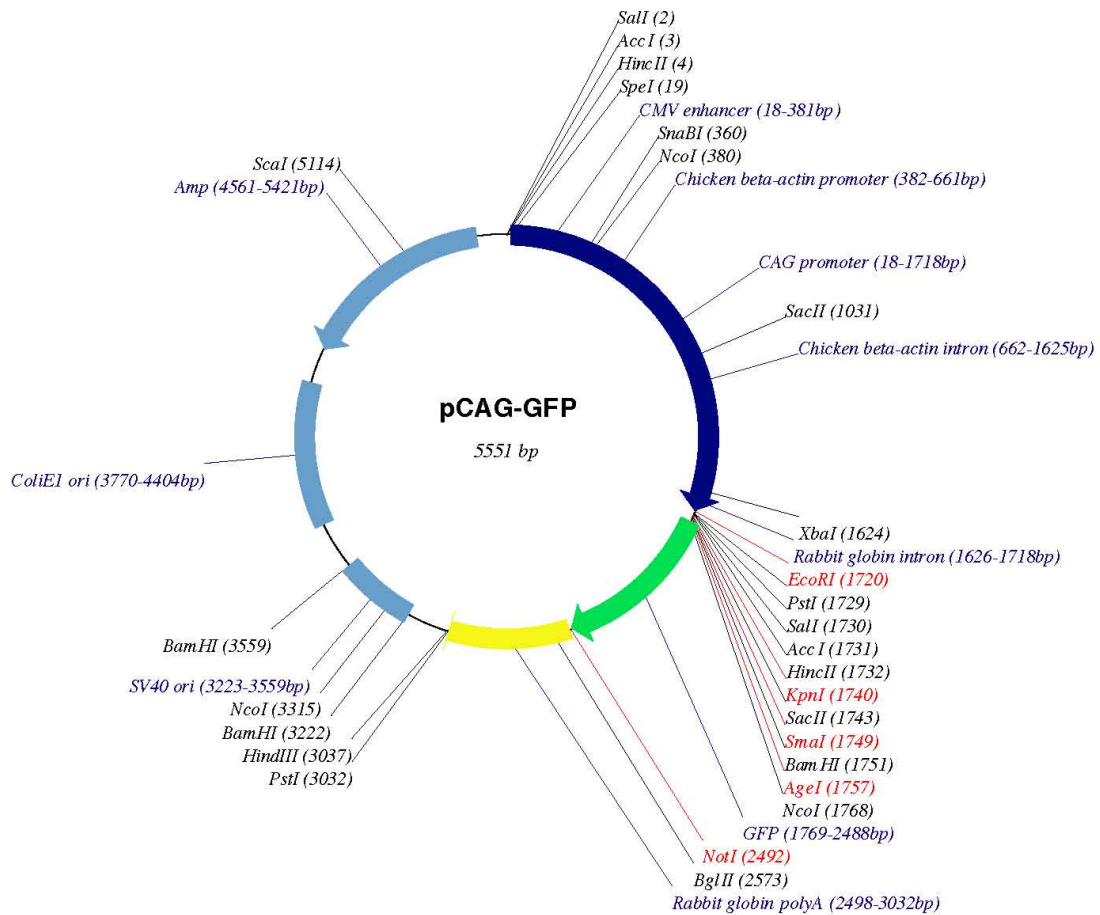 SalI (2)
AccI (3)
HincII (4)
SpeI (19)
CMV enhancer (18-381bp)
SnaBI (360)
NcoI (380)
Chicken beta-actin promoter (382-661bp)
ScaI (5114)
Amp (4561-5421bp)
CAG promoter (18-1718bp)
SacII (1031)
Chicken beta-actin intron (662-1625bp)
pCAG-GFP
5551 bp
ColiE1 ori (3770-4404bp)
XbaI (1624)
Rabbit globin intron (1626-1718bp)
EcoRI (1720)
PstI (1729)
SalI (1730)
AccI (1731)
HincII (1732)
KpnI (1740)
SacII (1743)
SmaI (1749)
BamHI (1751)
AgeI (1757)
NcoI (1768)
GFP (1769-2488bp)
NotI (2492)
BglII (2573)
Rabbit globin polyA (2498-3032bp)
BamHI (3559)
SV40 ori (3223-3559bp)
NcoI (3315)
BamHI (3222)
HindIII (3037)
PstI (3032)